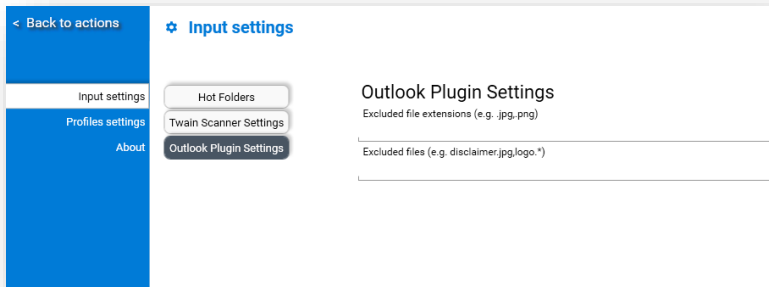 < Back to actions
Input settings
Input settings
Profiles settings
About
Hot Folders
Twain Scanner Settings
Outlook Plugin Settings
Outlook Plugin Settings
Excluded file extensions (e.g. .jpg,.png)
Excluded files (e.g. disclaimer.jpg,logo.*)